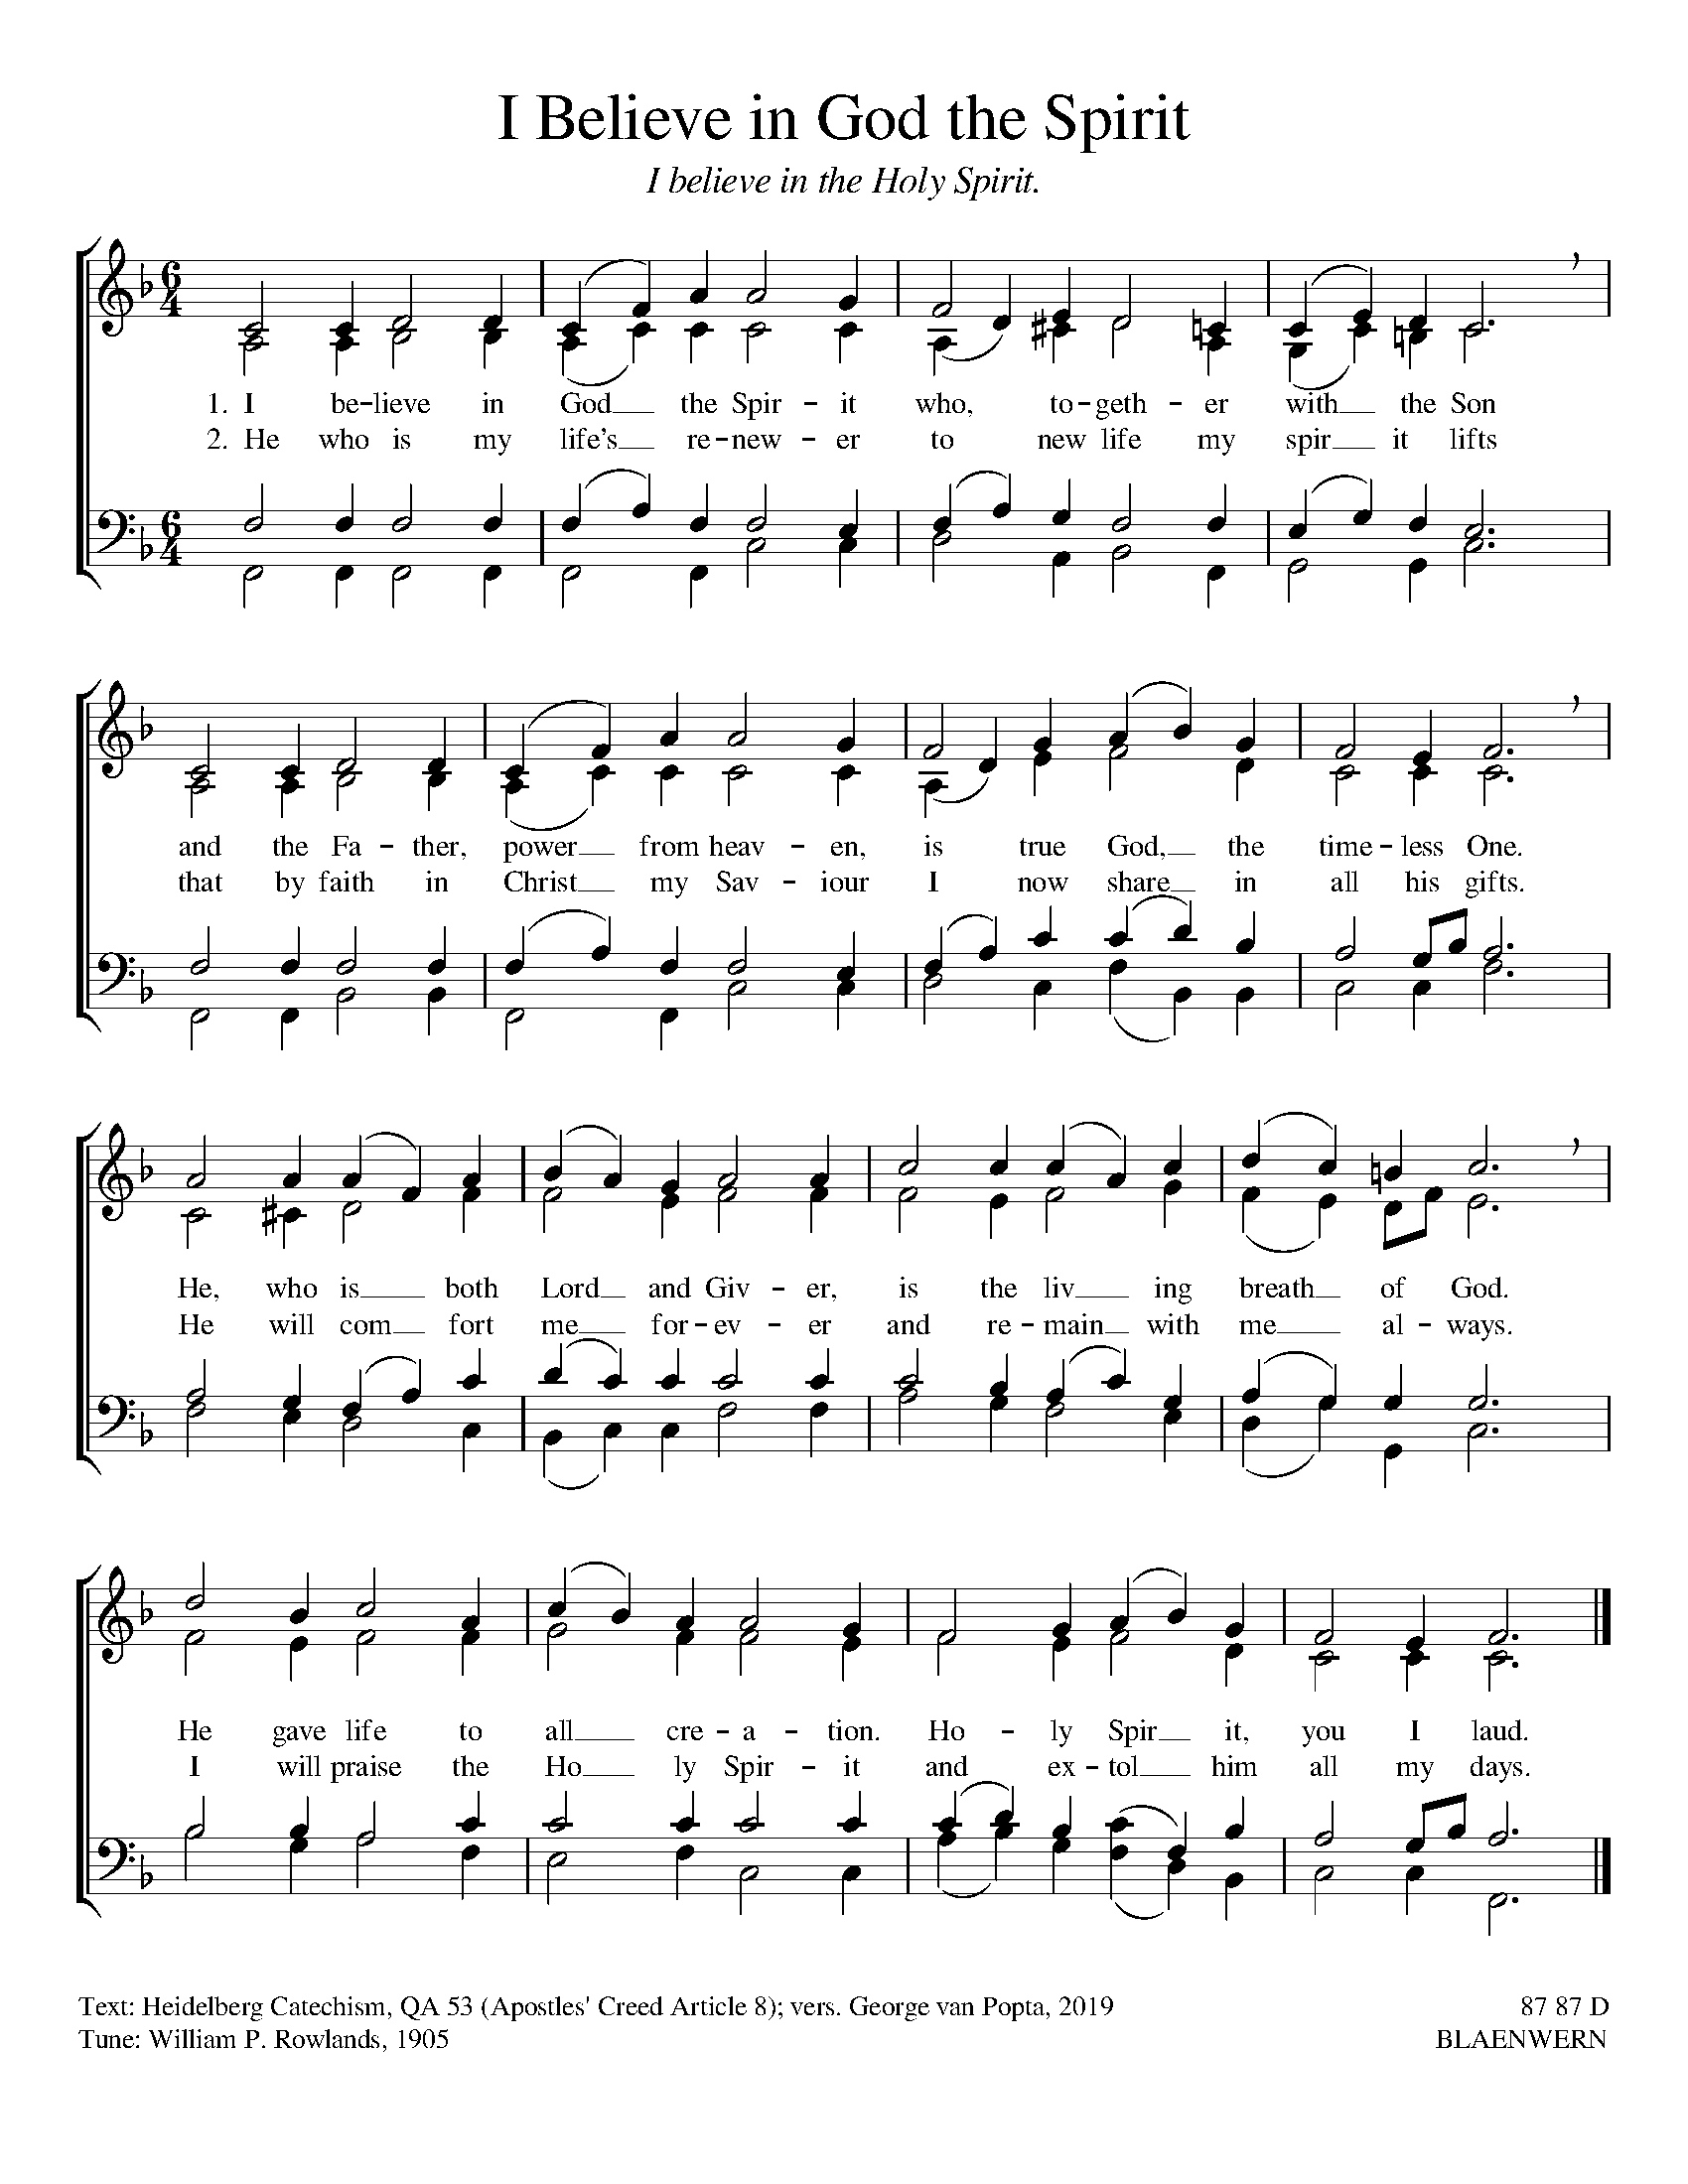 I Believe in God the Spirit
I believe in the Holy Spirit.
6
4
1. I be - lieve in God _ the Spir - it who, to - geth - er with _ the Son
2. He who is my life's _ re - new - er to new life my spir _ it lifts
6
4
and the Fa - ther, power _ from heav - en, is true God, _ the time - less One.
that by faith in Christ _ my Sav - iour I now share _ in all his gifts.
He, who is _ both Lord _ and Giv - er, is the liv _ ing breath _ of God.
He will com _ fort me _ for - ev - er and re - main _ with me _ al - ways.
He gave life to all _ cre - a - tion. Ho - ly Spir _ it, you I laud.
I will praise the Ho _ ly Spir - it and ex - tol _ him all my days.
Text: Heidelberg Catechism, QA 53 (Apostles' Creed Article 8); vers. George van Popta, 2019 87 87 D
Tune: William P. Rowlands, 1905 BLAENWERN